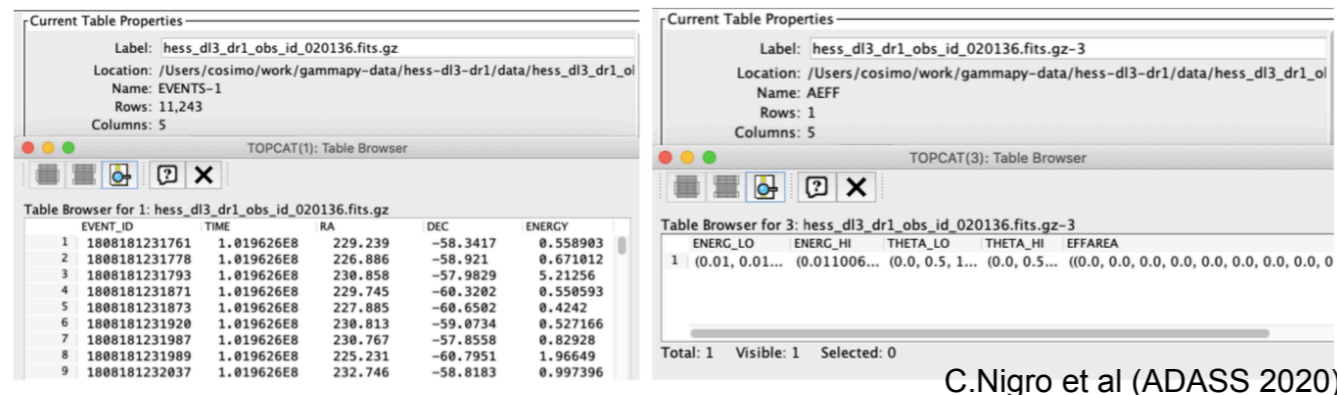 Current Table Properties
Label: hess_dl3_dr1_obs_id_020136.fits.gz
Location: /Users/cosimo/work/gammapy-data/hess-dl3-dr1/data/hess_dl3_dr1_ol
Name: EVENTS-1
Rows: 11,243
Columns: 5
TOPCAT(1): Table Browser
Table Browser for 1: hess_dl3_dr1_obs_id_020136.fits.gz
EVENT_ID TIME RA DEC ENERGY
1 1808181231761 1.019626E8 229.239 -58.3417 0.558903
2 1808181231778 1.019626E8 226.886 -58.921 0.671012
3 1808181231793 1.019626E8 230.858 -57.9829 5.21256
4 1808181231871 1.019626E8 229.745 -60.3202 0.550593
5 1808181231873 1.019626E8 227.885 -60.6502 0.4242
6 1808181231920 1.019626E8 230.813 -59.0734 0.527166
7 1808181231987 1.019626E8 230.767 -57.8558 0.82928
8 1808181231989 1.019626E8 225.231 -60.7951 1.96649
9 1808181232037 1.019626E8 232.746 -58.8183 0.997396
Current Table Properties
Label: hess_dl3_dr1_obs_id_020136.fits.gz-3
Location: /Users/cosimo/work/gammapy-data/hess-dl3-dr1/data/hess_dl3_dr1_ol
Name: AEFF
Rows: 1
Columns: 5
TOPCAT(3): Table Browser
Table Browser for 3: hess_dl3_dr1_obs_id_020136.fits.gz-3
ENERG_LO ENERG_HI THETA_LO THETA_HI EFFAREA
1 (0.01, 0.01... (0.011006... (0.0, 0.5, 1... (0.0, 0.5... ((0.0, 0.0, 0.0, 0.0, 0.0, 0.0, 0.0, 0.0, 0
Total: 1 Visible: 1 Selected: 0
C.Nigro et al (ADASS 2020)